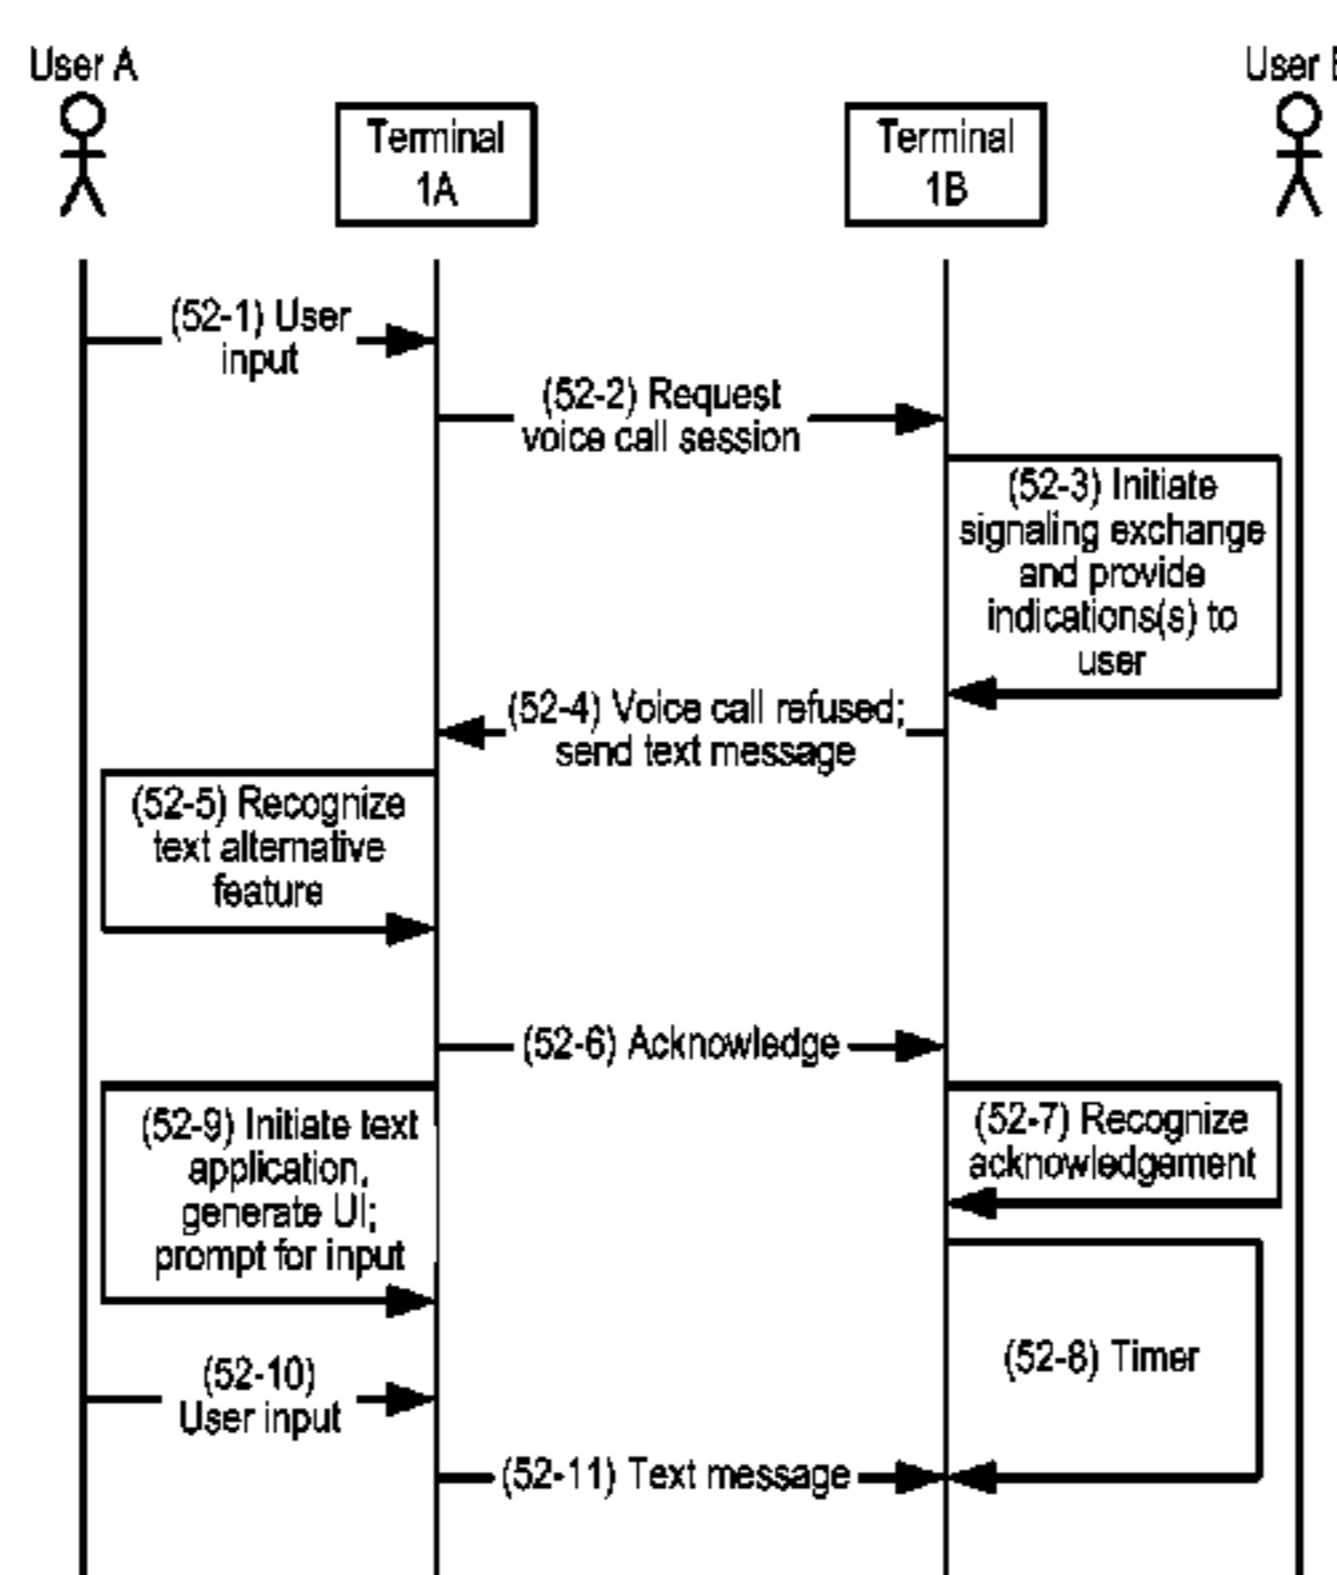 User A
User
Terminal
1A
Terminal
1B
(52-1) User
input
(52-2) Request
voice call session
(52-3) Initiate
signaling exchange
and provide
indications(s) to
user
(52-4) Voice call refused;
send text message
(52-5) Recognize
text alternative
feature
(52-6) Acknowledge
(52-9) Initiate text
application,
generate UI;
prompt for input
(52-7) Recognize
acknowledgement
(52-8) Timer
(52-10)
User input
(52-11) Text message